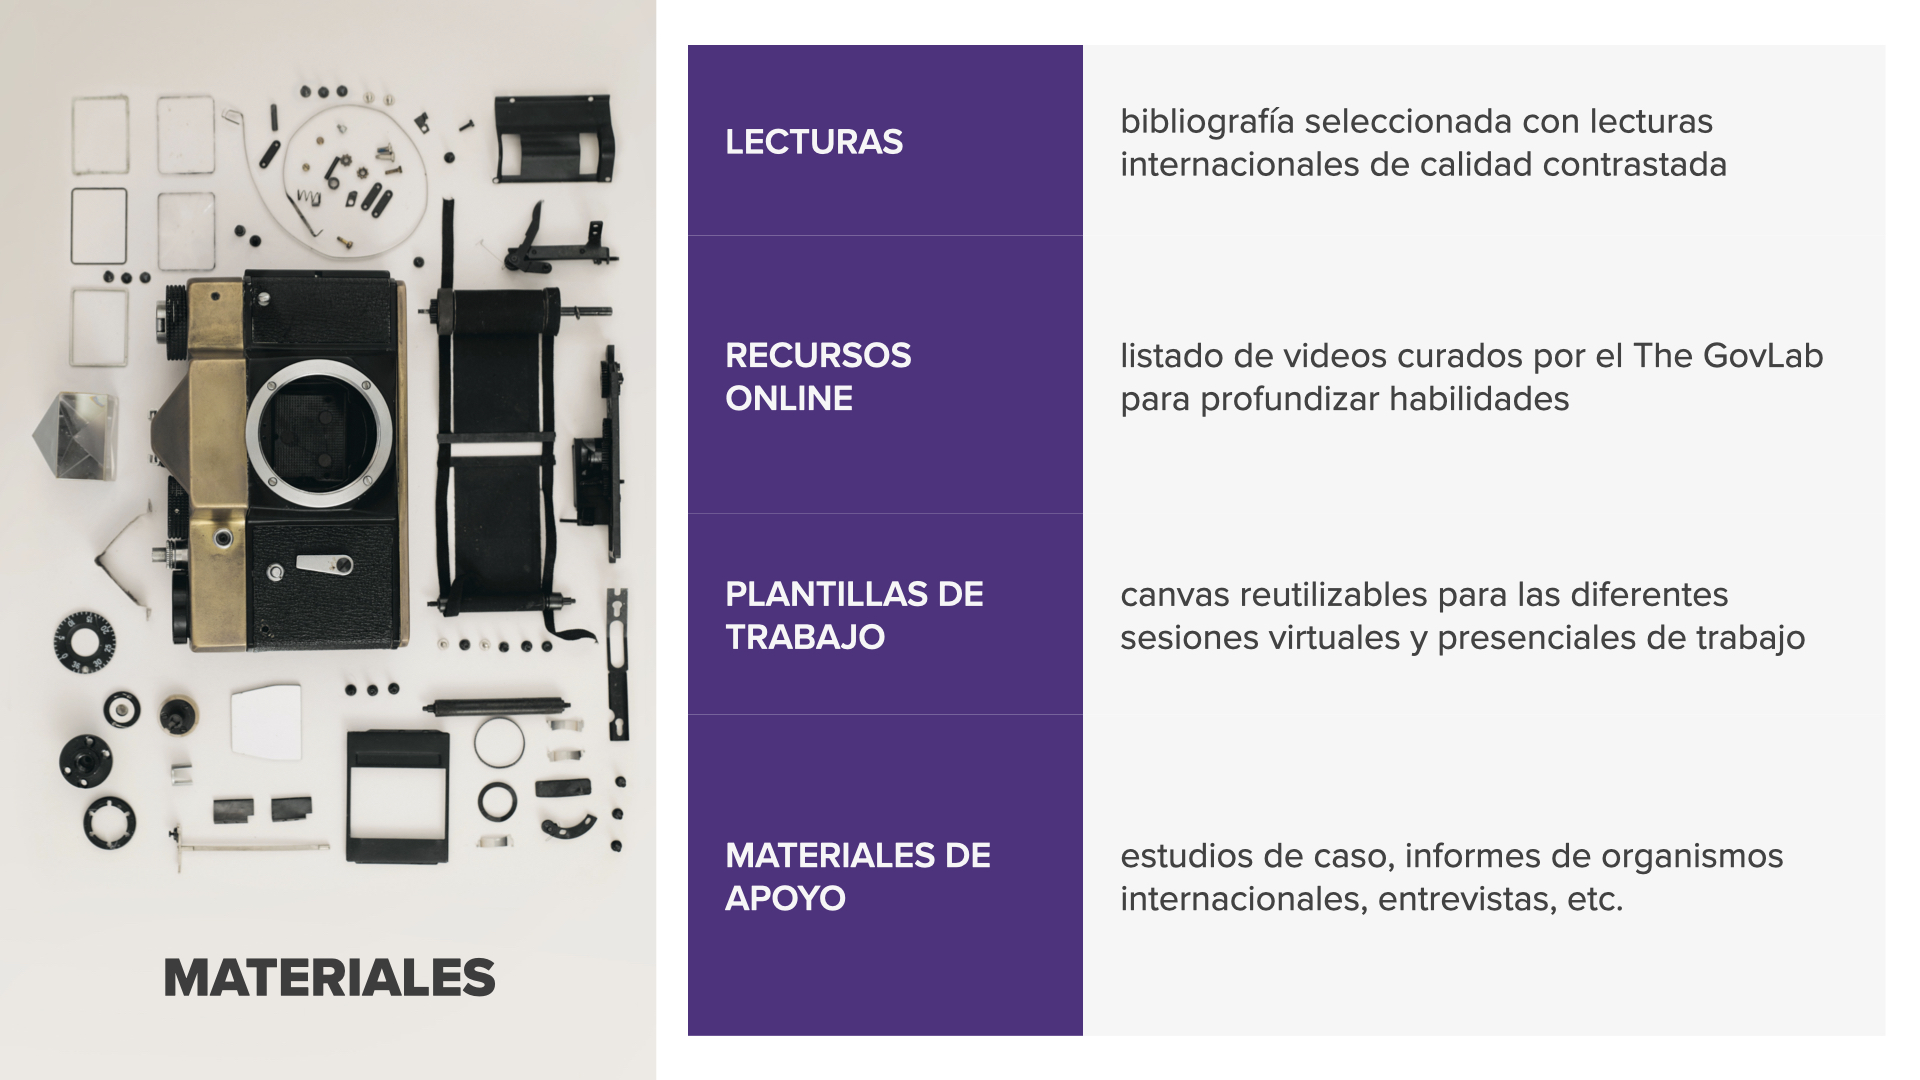 MATERIALES
LECTURAS
bibliografía seleccionada con lecturas
internacionales de calidad contrastada
RECURSOS
ONLINE
listado de videos curados por el The GovLab
para profundizar habilidades
PLANTILLAS DE
TRABAJO
canvas reutilizables para las diferentes
sesiones virtuales y presenciales de trabajo
MATERIALES DE
APOYO
estudios de caso, informes de organismos
internacionales, entrevistas, etc.